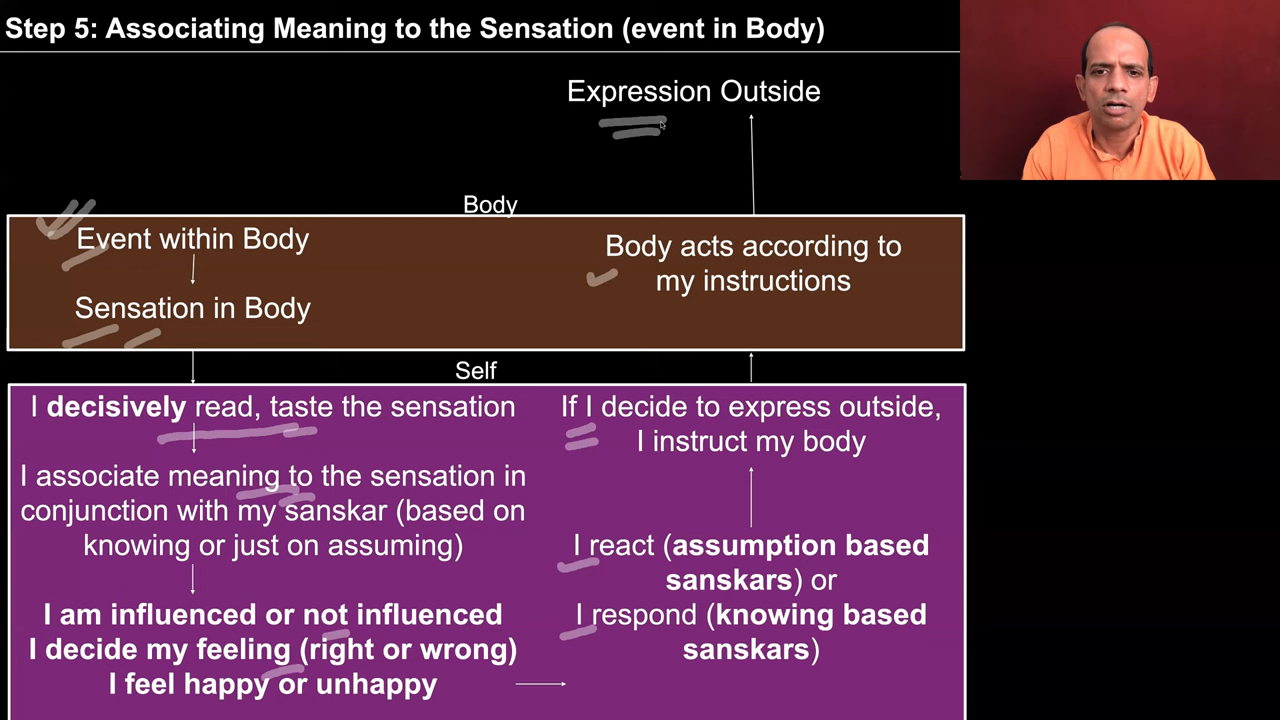 Step 5: Associating Meaning to the Sensation (event in Body)
Expression Outside
Body
Event within Body
Sensation in Body
Body acts according to
my instructions
Self
I decisively read, taste the sensation
I associate meaning to the sensation in
conjunction with my sanskar (based on
knowing or just on assuming)
I am influenced or not influenced
I decide my feeling (right or wrong)
I feel happy or unhappy
If I decide to express outside,
I instruct my body
I react (assumption based
sanskars) or
I respond (knowing based
sanskars)